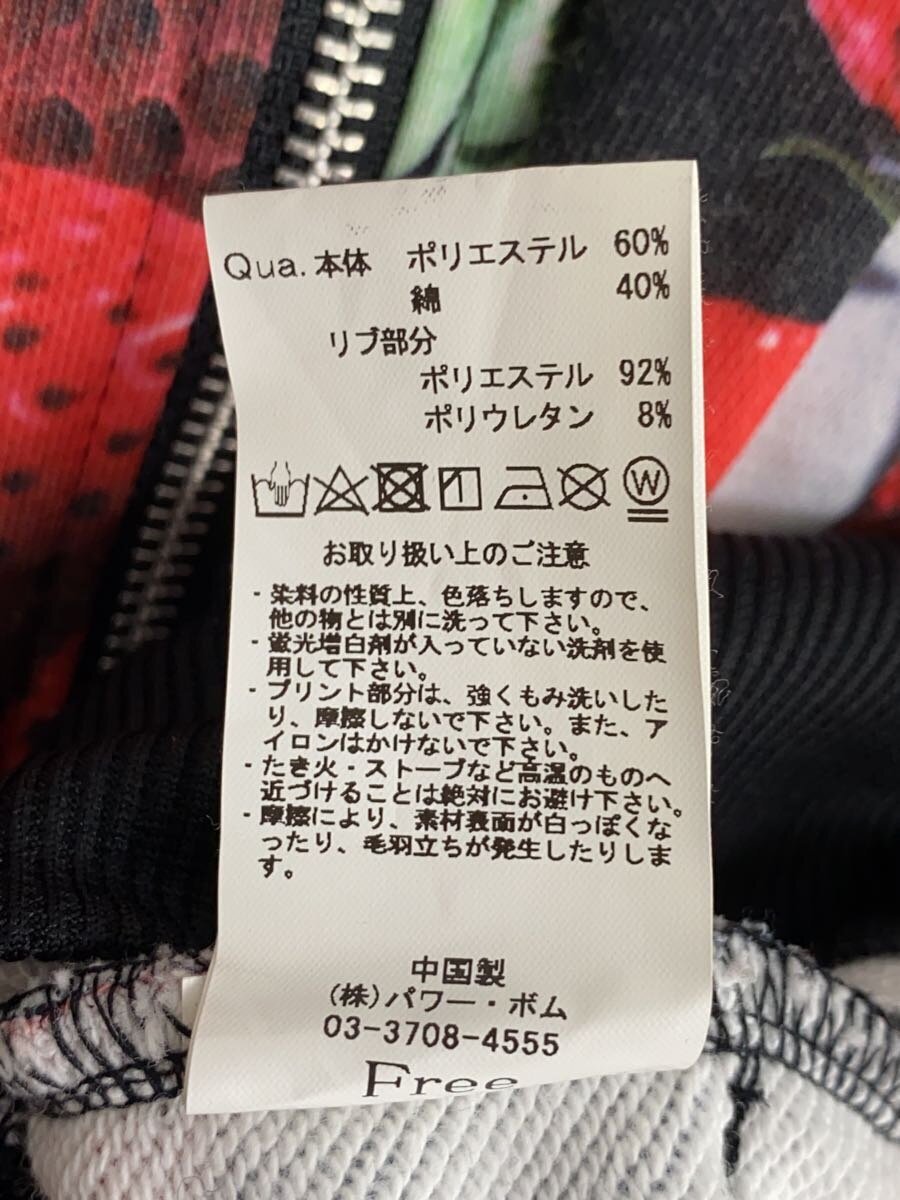 Qua. 本体 ポリエステル 60%
綿 40%
リブ部分
ポリエステル 92%
ポリウレタン 8%
W
お取り扱い上のご注意
・染料の性質上、色落ちしますので、
他の物とは別に洗って下さい。
・蛍光増白剤が入っていない洗剤を使
用して下さい。
・プリント部分は、強くもみ洗いした
り、摩擦しないで下さい。また、ア
イロンはかけないで下さい。
・たき火・ストーブなど高温のものへ
近づけることは絶対にお避け下さい。
・摩擦により、素材表面が白っぽくな
ったり、毛羽立ちが発生したりしま
す。
中国製
(株)パワー・ボム
03-3708-4555
Free